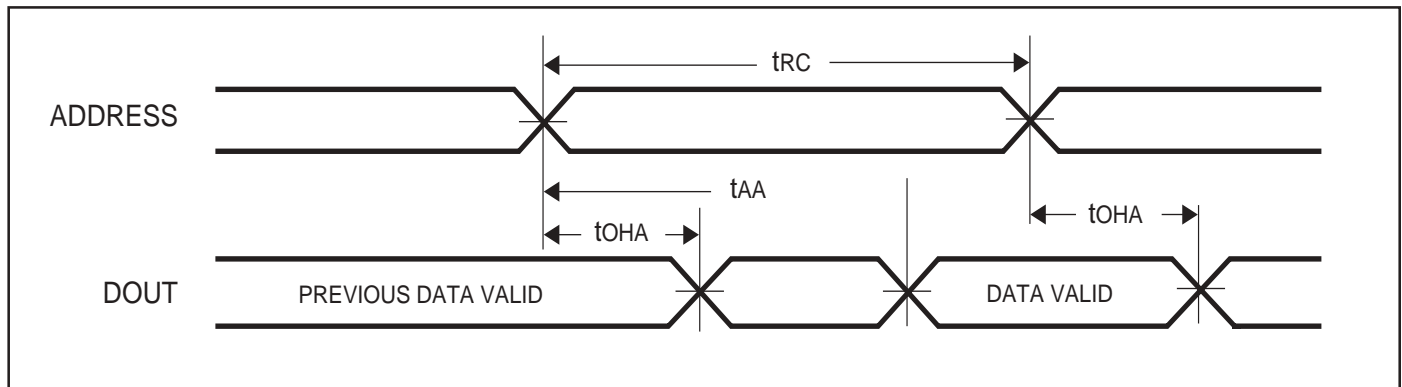 tRC
ADDRESS
tAA
tOHA
tOHA
DOUT
PREVIOUS DATA VALID
DATA VALID